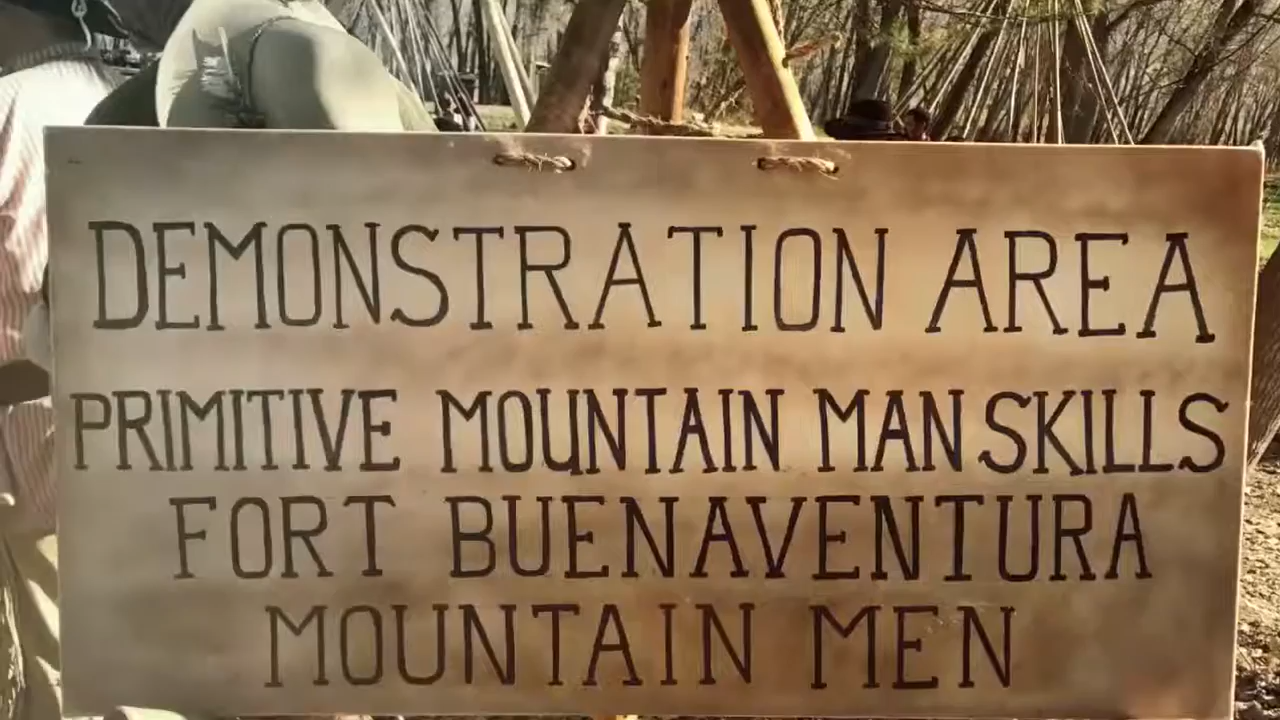 DEMONSTRATION AREA
PRIMITIVE MOUNTAIN MAN SKILLS
FORT BUENAVENTURA
MOUNTAIN MEN